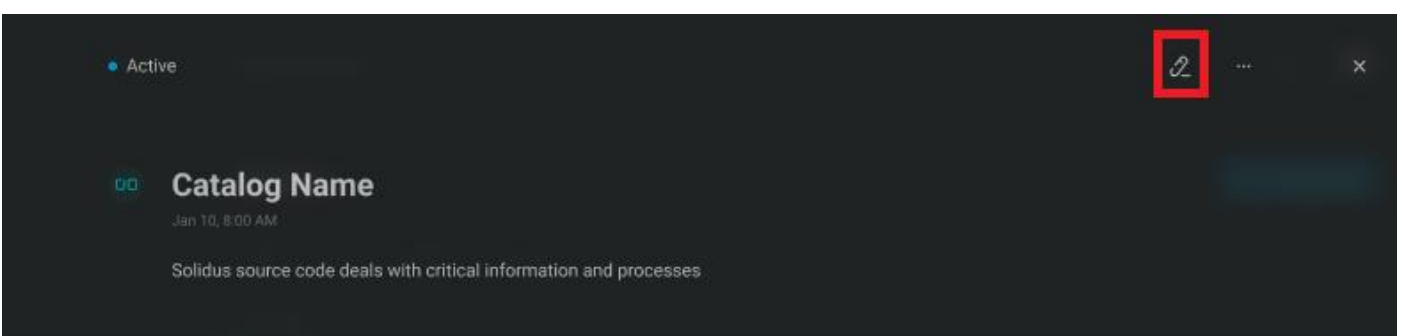 Active
Catalog Name
Jan 10, 8:00 AM
Solidus source code deals with critical information and processes